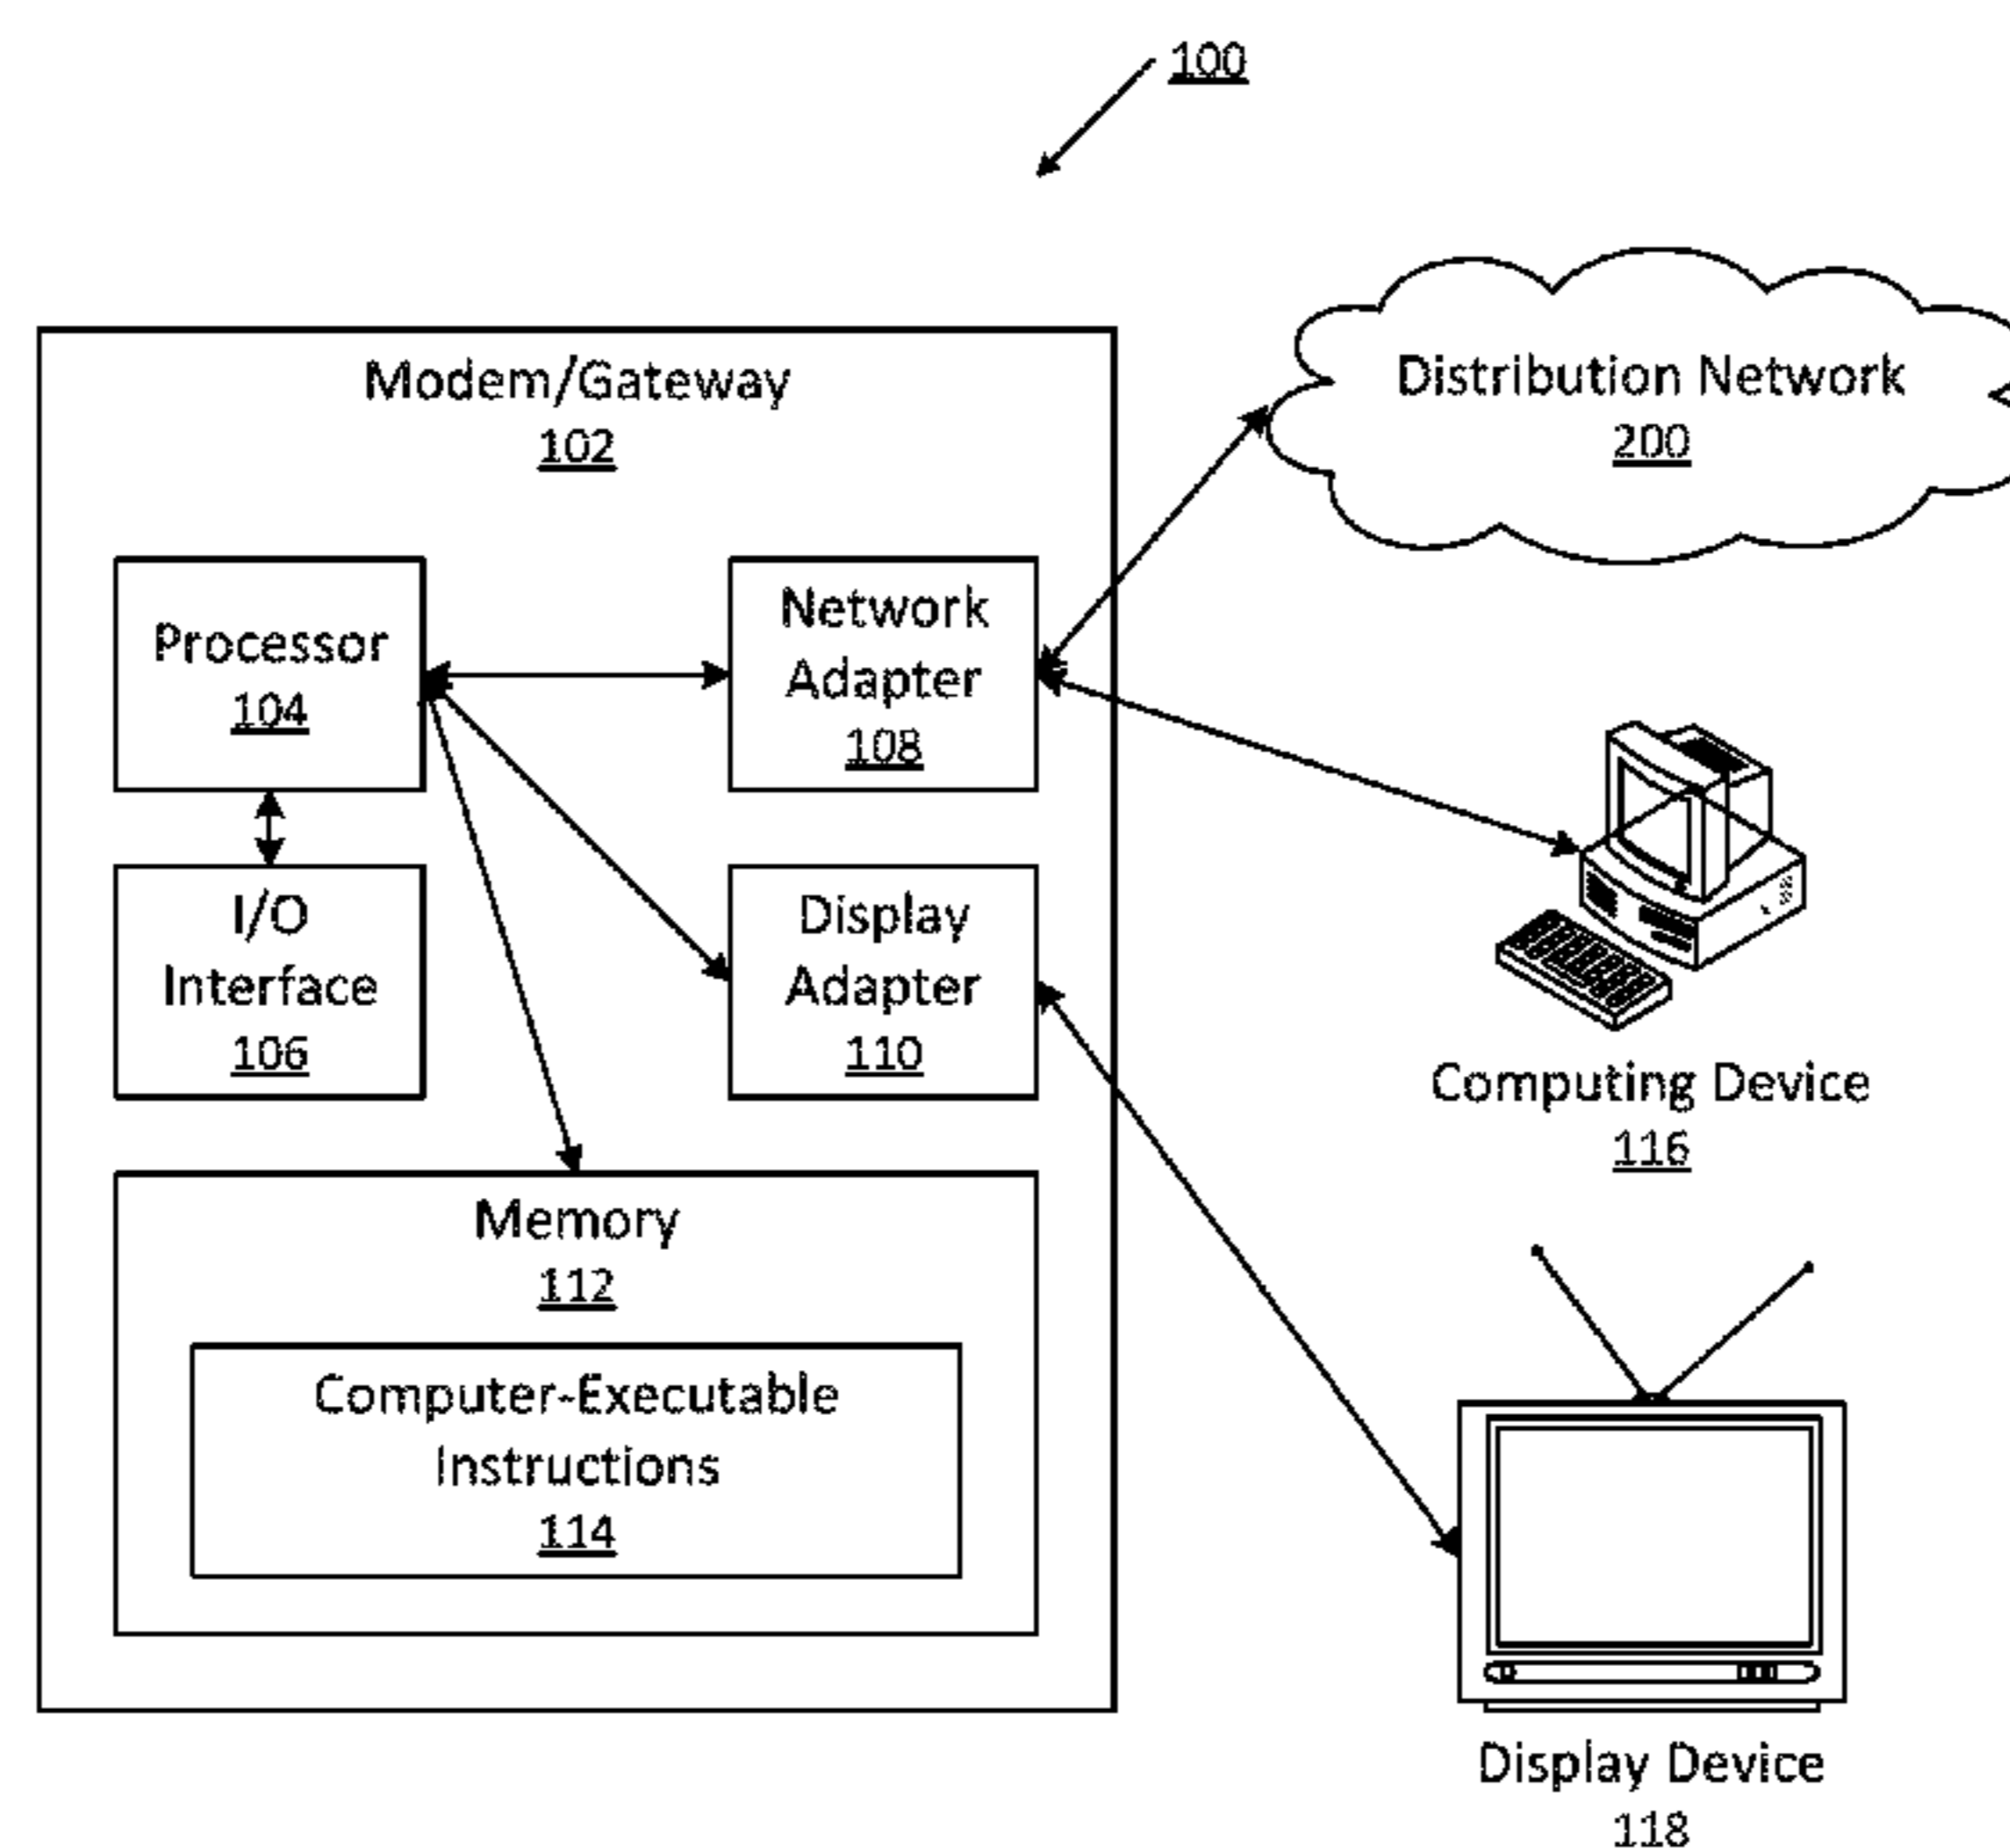 100
Modem/Gateway
102
Distribution Network
200
Processor
104
Network
Adapter
108
I/O
Interface
106
Display
Adapter
110
Computing Device
116
Memory
112
Computer-Executable
Instructions
114
Display Device
118